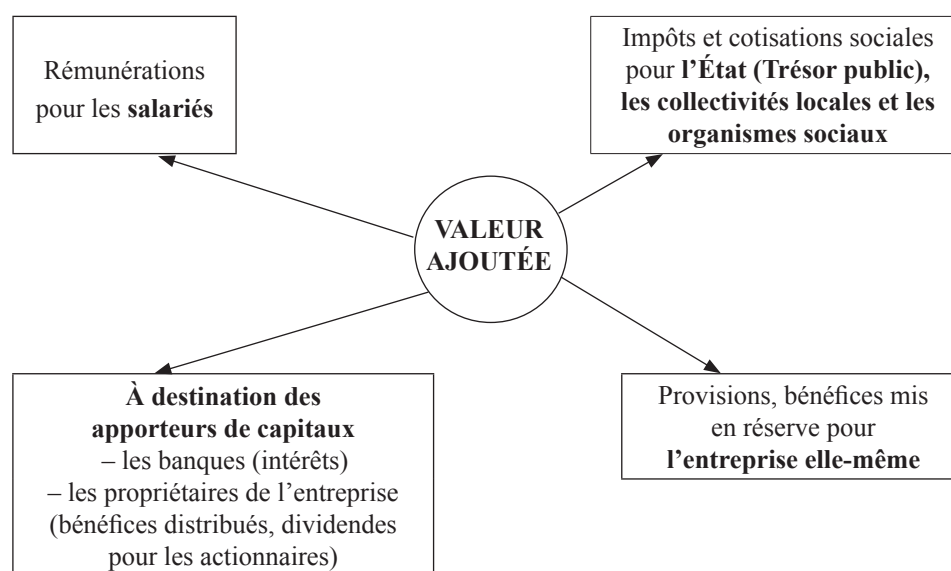 Rémunérations
pour les salariés
Impôts et cotisations sociales
pour l’État (Trésor public),
les collectivités locales et les
organismes sociaux
VALEUR
AJOUTÉE
À destination des
apporteurs de capitaux
– les banques (intérêts)
– les propriétaires de l’entreprise
(bénéfices distribués, dividendes
pour les actionnaires)
Provisions, bénéfices mis
en réserve pour
l’entreprise elle-même